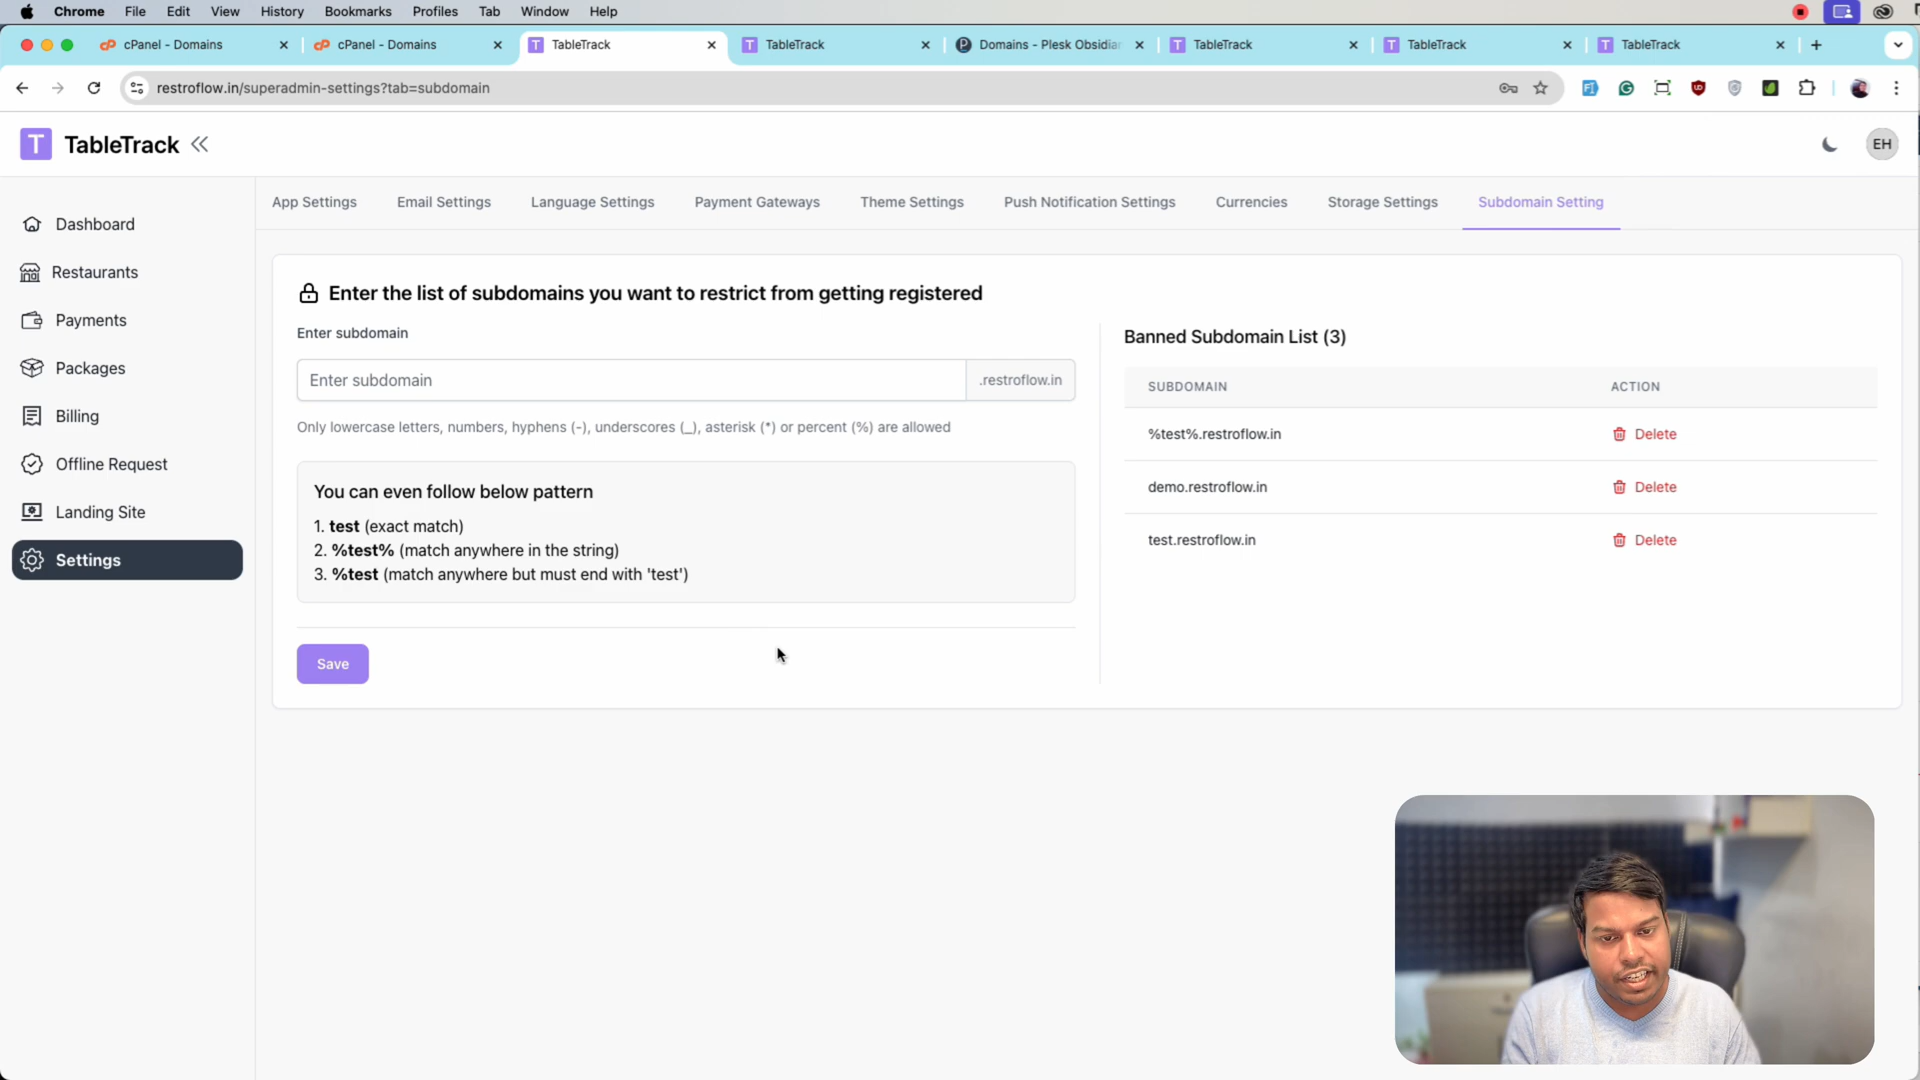 Chrome File Edit View History Bookmarks Profiles Tab Window Help
cPanel - Domains
cPanel - Domains
TableTrack
TableTrack
Domains - Plesk Obsidian
TableTrack
TableTrack
TableTrack
restroflow.in/superadmin-settings?tab=subdomain
T TableTrack
EH
Dashboard
Restaurants
Payments
Packages
Billing
Offline Request
Landing Site
Settings
App Settings Email Settings Language Settings Payment Gateways Theme Settings Push Notification Settings Currencies Storage Settings Subdomain Setting
Enter the list of subdomains you want to restrict from getting registered
Enter subdomain
Enter subdomain .restroflow.in
Only lowercase letters, numbers, hyphens (-), underscores (_), asterisk (*) or percent (%) are allowed
You can even follow below pattern
1. test (exact match)
2. %test% (match anywhere in the string)
3. %test (match anywhere but must end with 'test')
Save
Banned Subdomain List (3)
SUBDOMAIN ACTION
%test%.restroflow.in Delete
demo.restroflow.in Delete
test.restroflow.in Delete